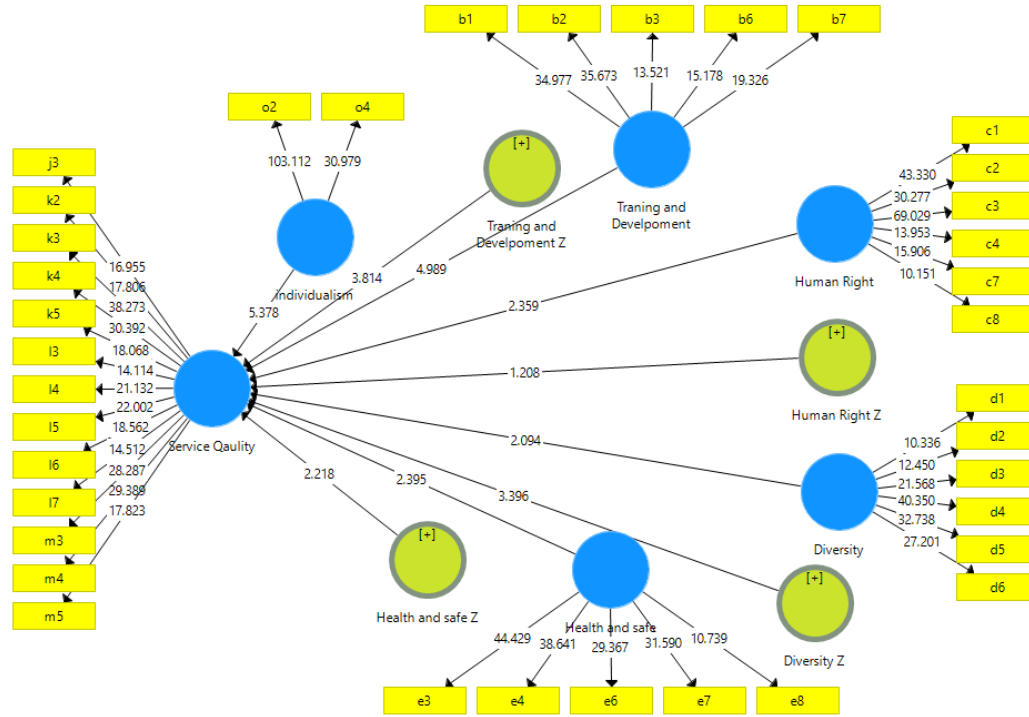 b1
b2
b3
b6
b7
34.977
35.673
13.521
15.178
19.326
o2
o4
103.112
30.979
[+]
Traning and
Develpoment Z
Traning and
Develpoment
c1
c2
c3
c4
c7
c8
43.330
30.277
69.029
13.953
15.906
10.151
Human Right
j3
k2
k3
k4
k5
l3
l4
l5
l6
l7
m3
m4
m5
16.955
17.806
38.273
30.392
18.068
14.114
21.132
22.002
18.562
14.512
28.287
29.389
17.823
individualism
5.378
3.814
4.989
2.359
1.208
2.094
2.218
2.395
3.396
Service Qaulity
[+]
Human Right Z
d1
d2
d3
d4
d5
d6
10.336
12.450
21.568
40.350
32.738
27.201
Diversity
[+]
Health and safe Z
Health and safe
[+]
Diversity Z
44.429
38.641
29.367
31.590
10.739
e3
e4
e6
e7
e8